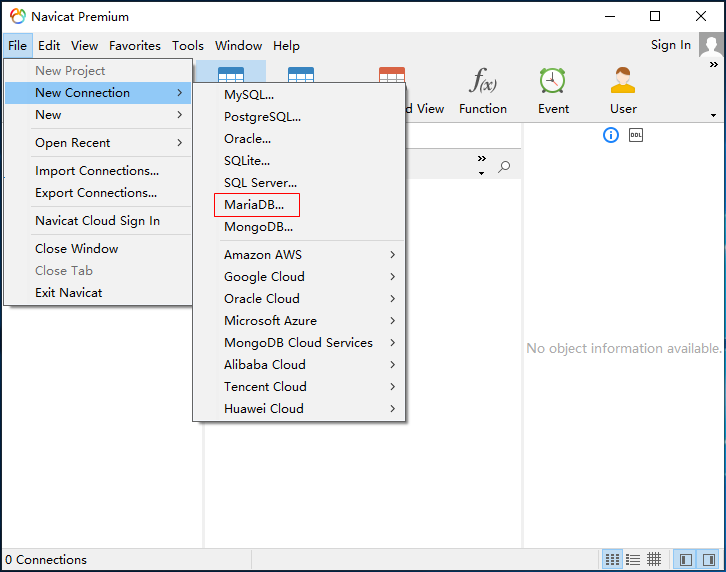 Navicat Premium
File Edit View Favorites Tools Window Help
Sign In
d View
f(x)
Function
Event
User
New Project
New Connection
New
Open Recent
Import Connections...
Export Connections...
Navicat Cloud Sign In
Close Window
Close Tab
Exit Navicat
MySQL...
PostgreSQL...
Oracle...
SQLite...
SQL Server...
MariaDB...
MongoDB...
Amazon AWS
Google Cloud
Oracle Cloud
Microsoft Azure
MongoDB Cloud Services
Alibaba Cloud
Tencent Cloud
Huawei Cloud
DDL
No object information available.
0 Connections